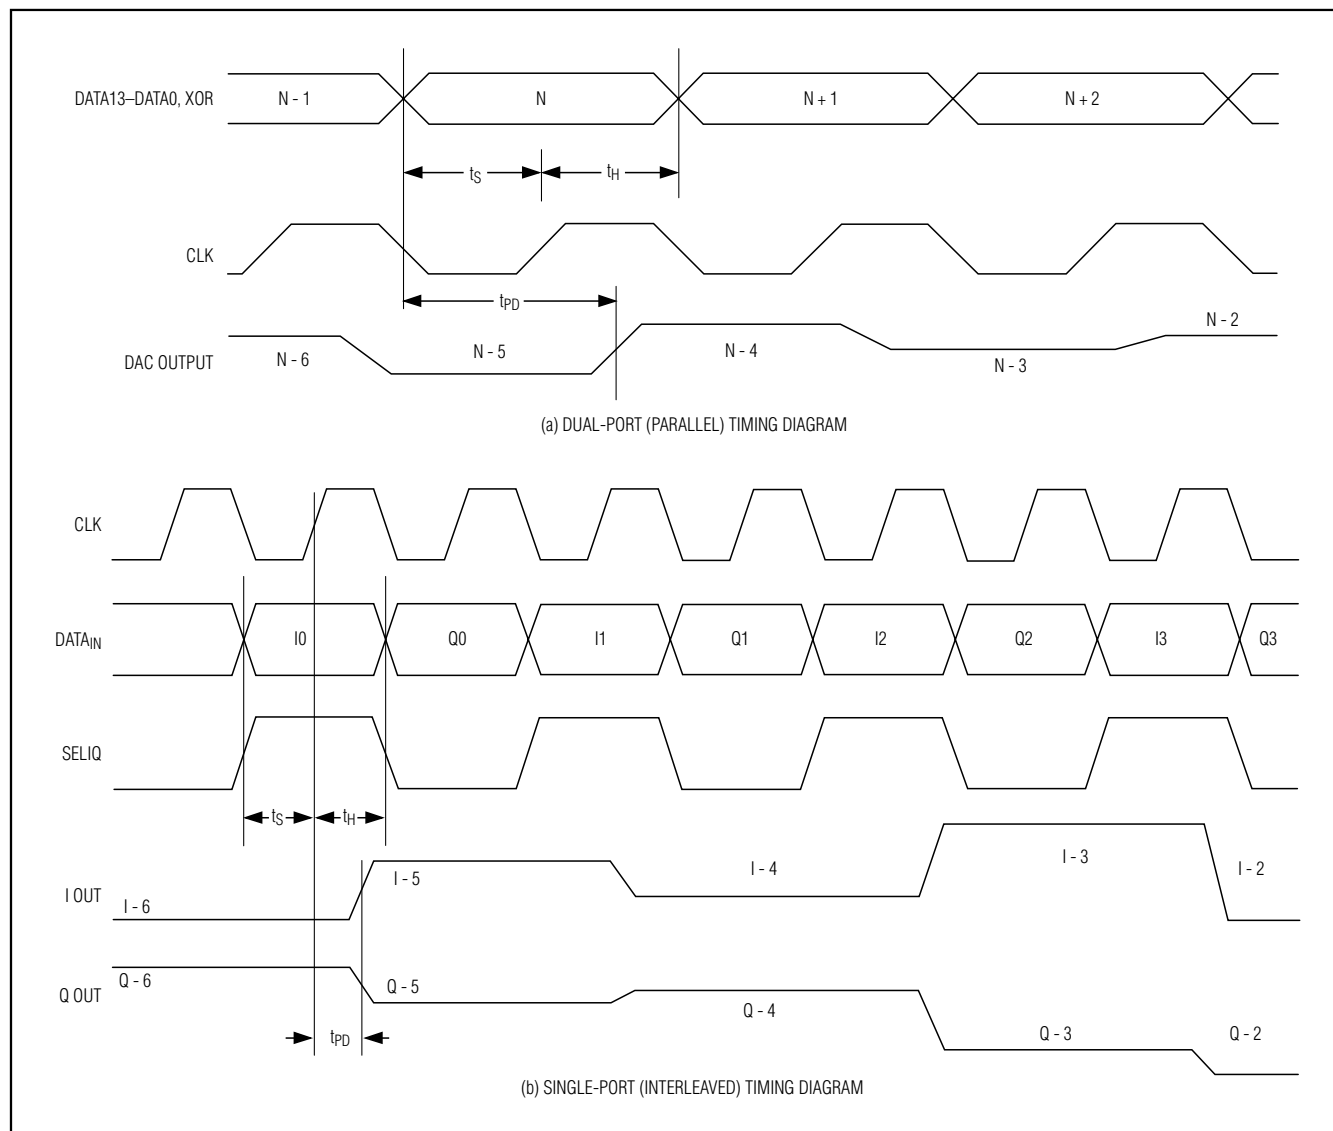 DATA13–DATA0, XOR
N - 1
N
N + 1
N + 2
tS
tH
CLK
tPD
DAC OUTPUT
N - 6
N - 5
N - 4
N - 3
N - 2
(a) DUAL-PORT (PARALLEL) TIMING DIAGRAM
CLK
DATAIN
I0
Q0
I1
Q1
I2
Q2
I3
Q3
SELIQ
tS
tH
I OUT
I - 6
I - 5
I - 4
I - 3
I - 2
Q OUT
Q - 6
Q - 5
Q - 4
Q - 3
Q - 2
tPD
(b) SINGLE-PORT (INTERLEAVED) TIMING DIAGRAM